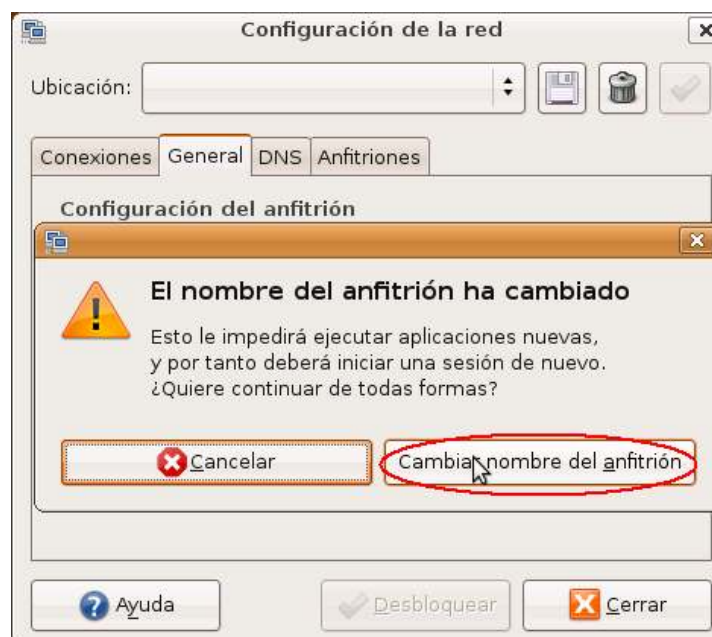 Configuración de la red
Ubicación:
Conexiones General DNS Anfitriones
Configuración del anfitrión
El nombre del anfitrión ha cambiado
Esto le impedirá ejecutar aplicaciones nuevas,
y por tanto deberá iniciar una sesión de nuevo.
¿Quiere continuar de todas formas?
Cancelar Cambiar nombre del anfitrión
Ayuda Desbloquear Cerrar